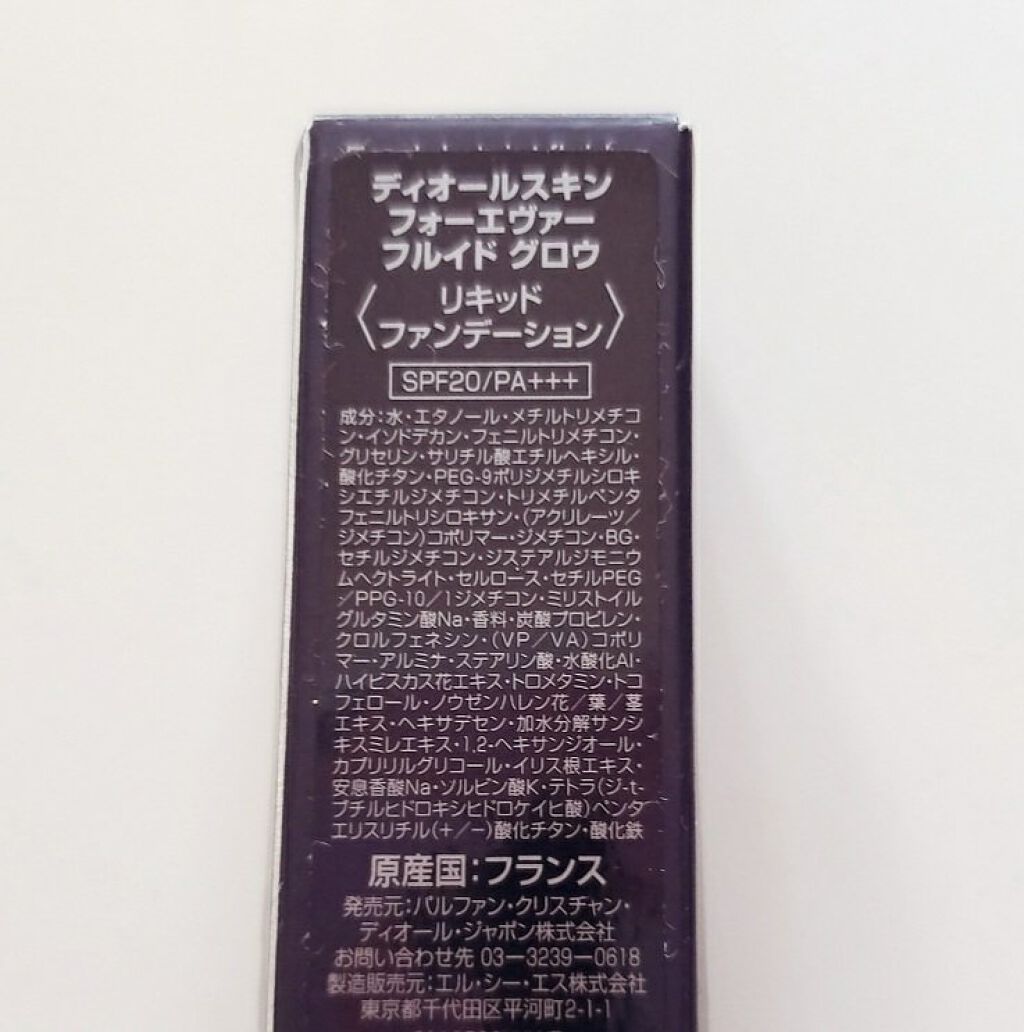 ディオールスキン
フォーエヴァー
フルイド グロウ
〈リキッド
ファンデーション〉
SPF20/PA+++
成分:水・エタノール・メチルトリメチコ
ン・イソドデカン・フェニルトリメチコン・
グリセリン・サリチル酸エチルヘキシル・
酸化チタン・PEG-9ポリジメチルシロキ
シエチルジメチコン・トリメチルペンタ
フェニルトリシロキサン・(アクリレーツ/
ジメチコン)コポリマー・ジメチコン・BG・
セチルジメチコン・ジステアルジモニウ
ムヘクトライト・セルロース・セチルPEG
/PPG-10/1ジメチコン・ミリストイル
グルタミン酸Na・香料・炭酸プロピレン・
クロルフェネシン・(VP/VA)コポリ
マー・アルミナ・ステアリン酸・水酸化Al・
ハイビスカス花エキス・トロメタミン・トコ
フェロール・ノウゼンハレン花/葉/茎
エキス・ヘキサデセン・加水分解サンシ
キスミレエキス・1,2-ヘキサンジオール・
カプリリルグリコール・イリス根エキス・
安息香酸Na・ソルビン酸K・テトラ(ジ-t-
ブチルヒドロキシヒドロケイヒ酸)ペンタ
エリスリチル(+/-)酸化チタン・酸化鉄
原産国:フランス
発売元:パルファン・クリスチャン・
ディオール・ジャポン株式会社
お問い合わせ先 03-3239-0618
製造販売元:エル・シー・エス株式会社
東京都千代田区平河町2-1-1